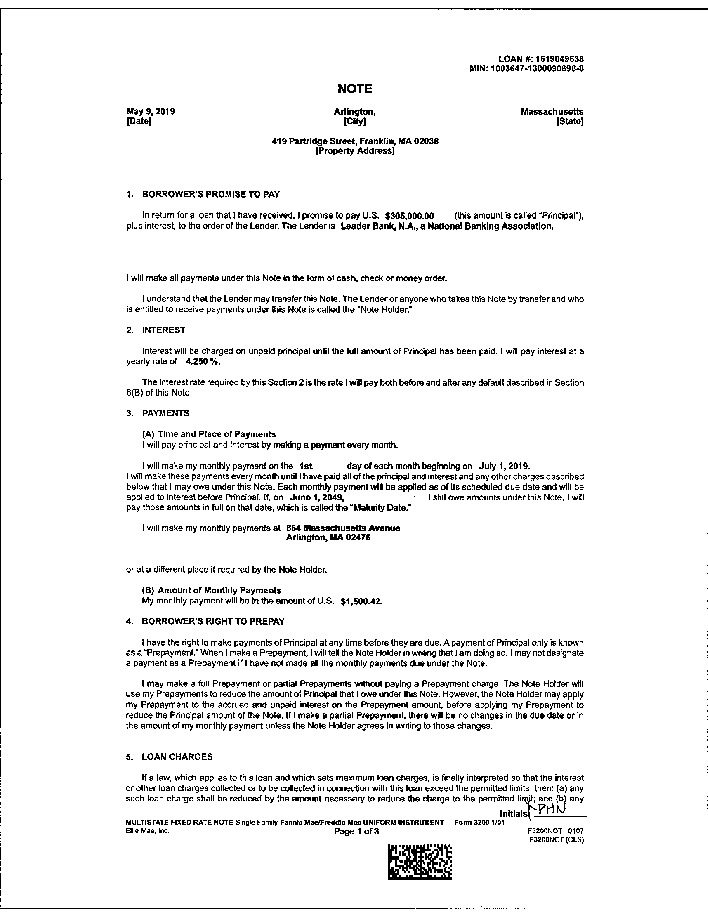 LOAN #: 1619049638
MIN: 1003647-1300090890-0
NOTE
May 9, 2019 Arlington, Massachusetts
[Date] [City] [State]
419 Partridge Street, Franklin, MA 02038
[Property Address]
1. BORROWER'S PROMISE TO PAY
In return for a loan that I have received, I promise to pay U.S. $305,000.00 (this amount is called "Principal"),
plus interest, to the order of the Lender. The Lender is Leader Bank, N.A., a National Banking Association.
I will make all payments under this Note in the form of cash, check or money order.
I understand that the Lender may transfer this Note. The Lender or anyone who takes this Note by transfer and who
is entitled to receive payments under this Note is called the "Note Holder."
2. INTEREST
Interest will be charged on unpaid principal until the full amount of Principal has been paid. I will pay interest at a
yearly rate of 4.250 %.
The interest rate required by this Section 2 is the rate I will pay both before and after any default described in Section
6(B) of this Note.
3. PAYMENTS
(A) Time and Place of Payments
I will pay principal and interest by making a payment every month.
I will make my monthly payment on the 1st day of each month beginning on July 1, 2019.
I will make these payments every month until I have paid all of the principal and interest and any other charges described
below that I may owe under this Note. Each monthly payment will be applied as of its scheduled due date and will be
applied to interest before Principal. If, on June 1, 2049, I still owe amounts under this Note, I will
pay those amounts in full on that date, which is called the "Maturity Date."
I will make my monthly payments at 864 Massachusetts Avenue
Arlington, MA 02476
or at a different place if required by the Note Holder.
(B) Amount of Monthly Payments
My monthly payment will be in the amount of U.S. $1,500.42.
4. BORROWER'S RIGHT TO PREPAY
I have the right to make payments of Principal at any time before they are due. A payment of Principal only is known
as a "Prepayment." When I make a Prepayment, I will tell the Note Holder in writing that I am doing so. I may not designate
a payment as a Prepayment if I have not made all the monthly payments due under the Note.
I may make a full Prepayment or partial Prepayments without paying a Prepayment charge. The Note Holder will
use my Prepayments to reduce the amount of Principal that I owe under this Note. However, the Note Holder may apply
my Prepayment to the accrued and unpaid interest on the Prepayment amount, before applying my Prepayment to
reduce the Principal amount of the Note. If I make a partial Prepayment, there will be no changes in the due date or in
the amount of my monthly payment unless the Note Holder agrees in writing to those changes.
5. LOAN CHARGES
If a law, which applies to this loan and which sets maximum loan charges, is finally interpreted so that the interest
or other loan charges collected or to be collected in connection with this loan exceed the permitted limits, then: (a) any
such loan charge shall be reduced by the amount necessary to reduce the charge to the permitted limit; and (b) any
Initials: PHN
MULTISTATE FIXED RATE NOTE Single Family Fannie Mae/Freddie Mac UNIFORM INSTRUMENT Form 3200 1/01
Ellie Mae, Inc. Page 1 of 3 F3200NOT 0107
F3200NOT (CLS)